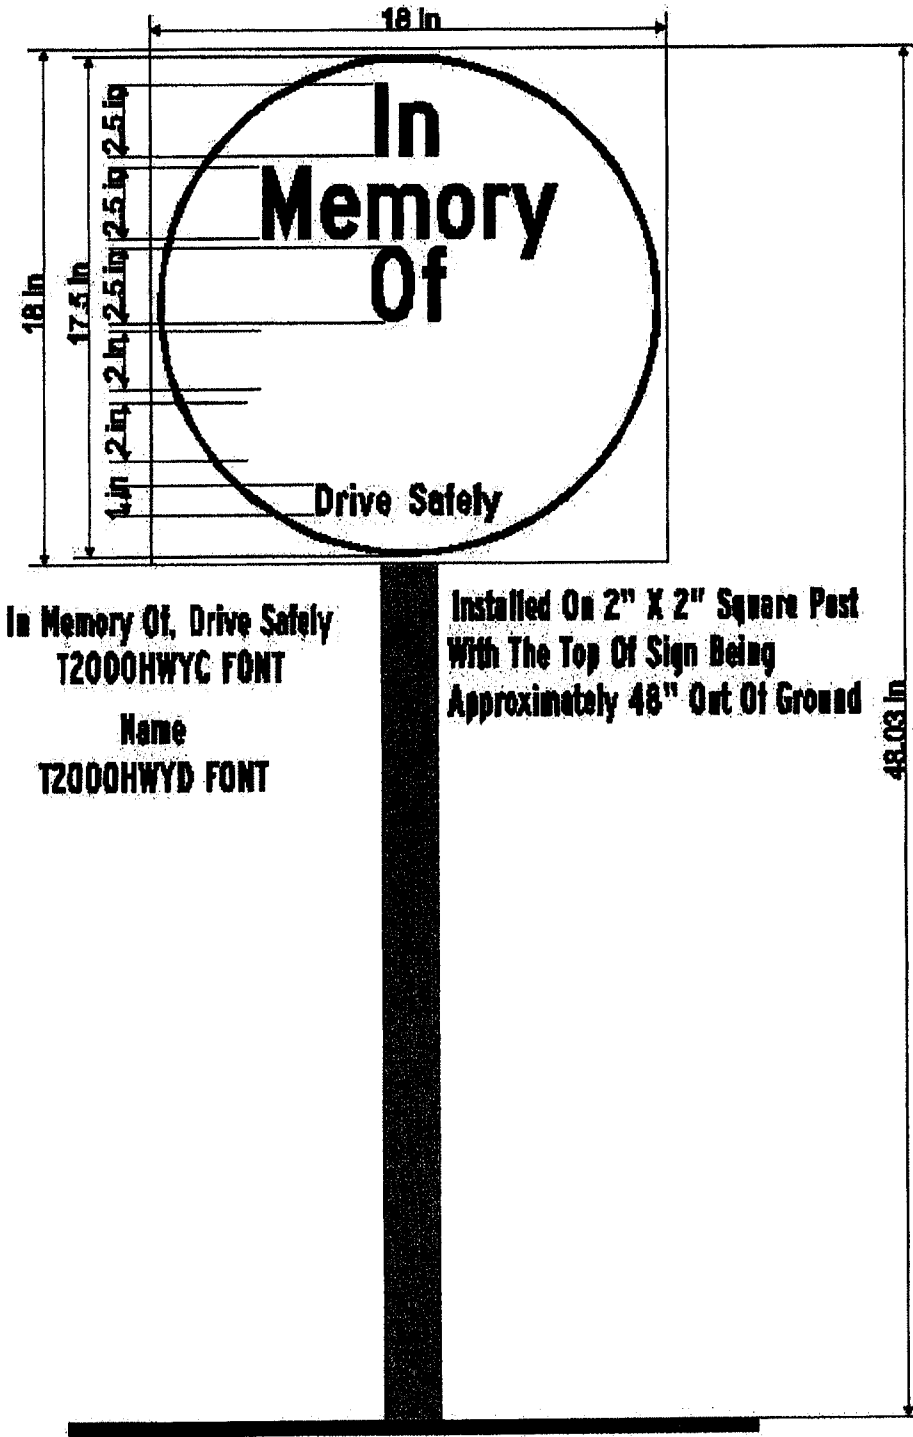 18 in
In
Memory
Of
Drive Safely
18 in
17.5 in
2.5 in
2.5 in
2.5 in
2 in
2 in
1 in
In Memory Of, Drive Safely
T2000HWYC FONT
Name
T2000HWYD FONT
Installed On 2" X 2" Square Post
With The Top Of Sign Being
Approximately 48" Out Of Ground
48.03 in